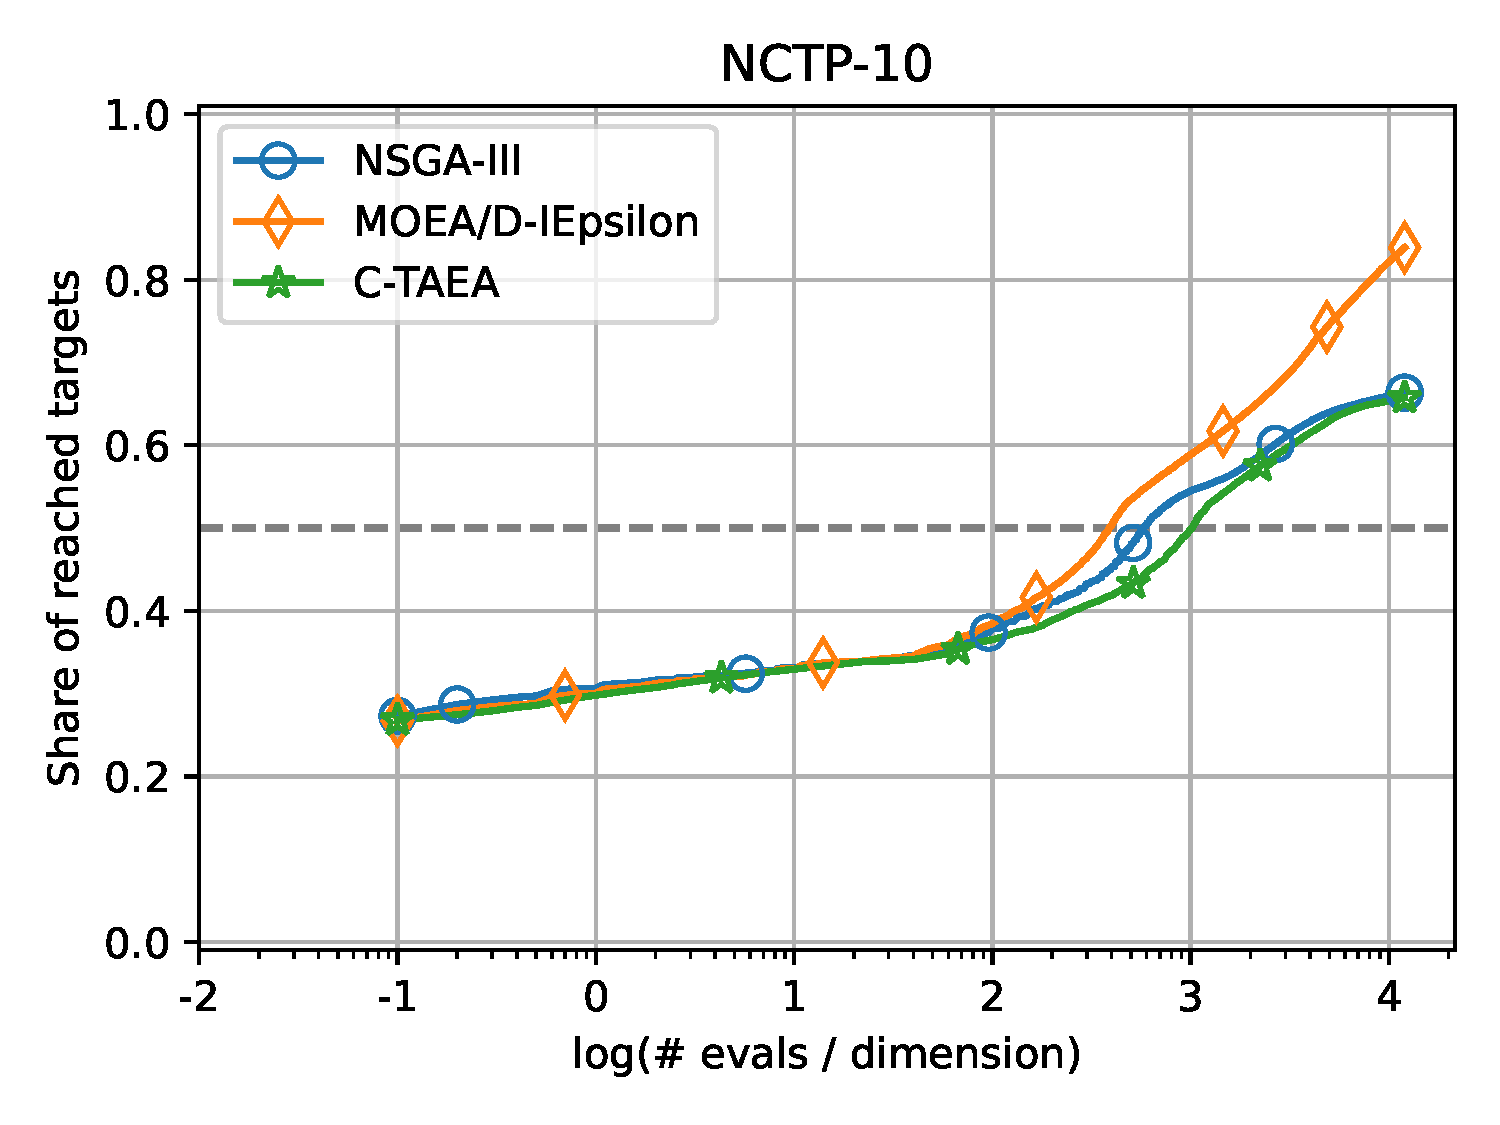 NCTP-10
NSGA-III
MOEA/D-IEpsilon
C-TAEA
Share of reached targets
1.0
0.8
0.6
0.4
0.2
0.0
-2 -1 0 1 2 3 4
log(# evals / dimension)